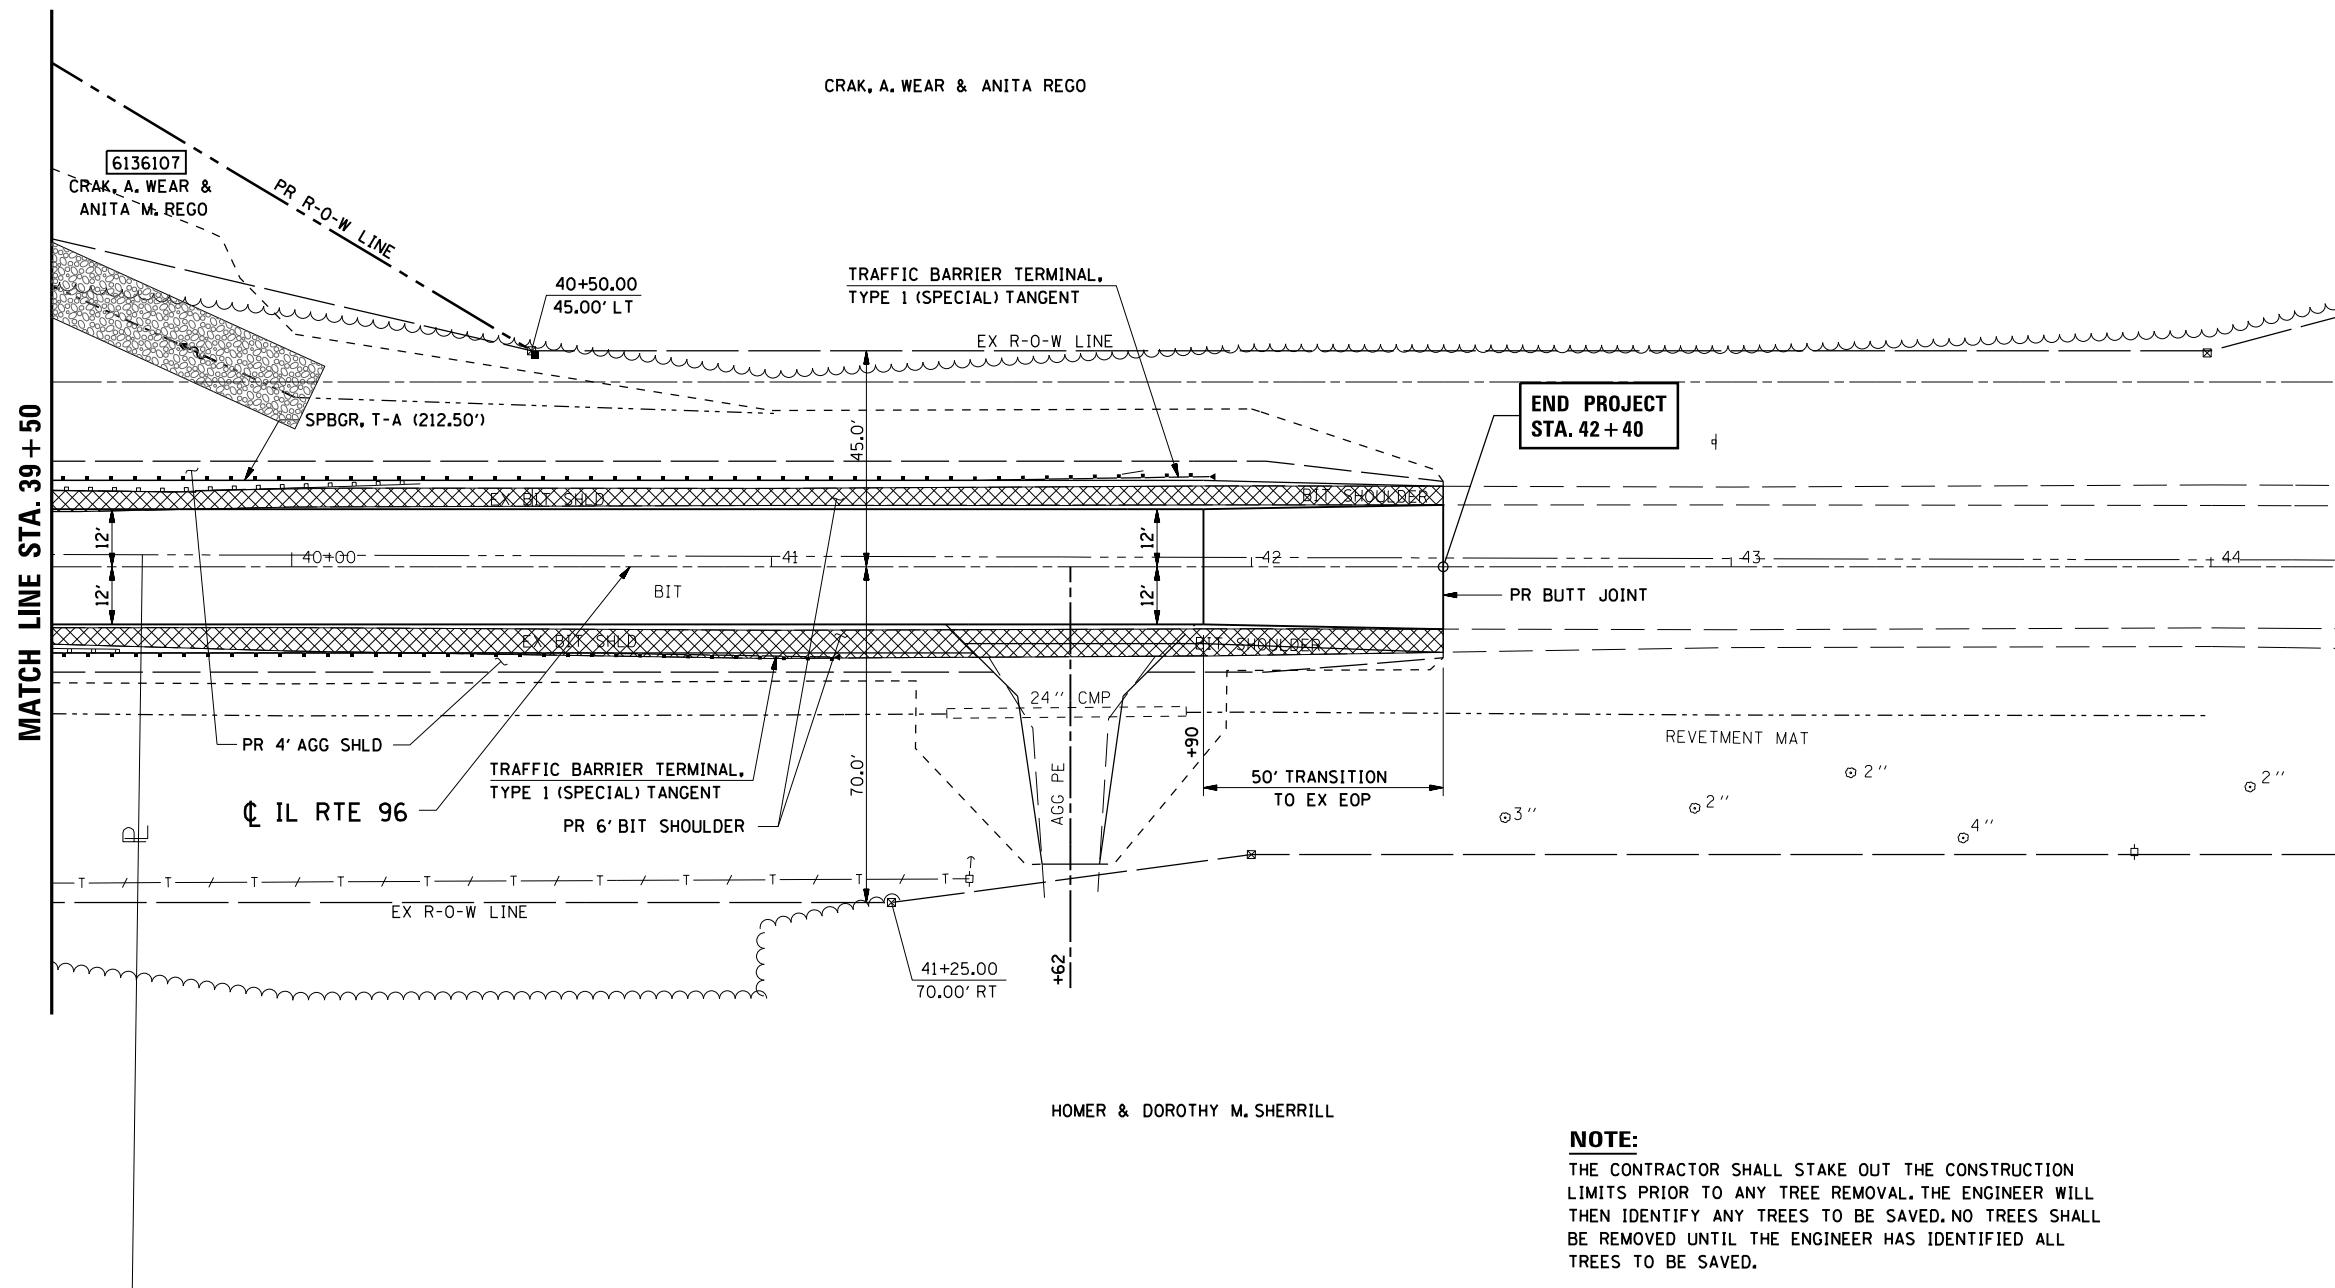 CRAK, A. WEAR & ANITA REGO
6136107
CRAK, A. WEAR &
ANITA M. REGO
PR R-O-W LINE
40+50.00
45.00' LT
TRAFFIC BARRIER TERMINAL,
TYPE 1 (SPECIAL) TANGENT
EX R-O-W LINE
END PROJECT
STA. 42+40
SPBGR, T-A (212.50')
45.0'
MATCH LINE STA. 39+50
EX BIT SHLD
BIT SHOULDER
12'
12'
40+00
41
42
43
44
12'
12'
BIT
PR BUTT JOINT
EX BIT SHLD
BIT SHOULDER
24" CMP
PR 4' AGG SHLD
+90
REVETMENT MAT
TRAFFIC BARRIER TERMINAL,
TYPE 1 (SPECIAL) TANGENT
70.0'
AGG PE
50' TRANSITION
TO EX EOP
2"
2"
℄ IL RTE 96
PR 6' BIT SHOULDER
PL
3"
2"
4"
T / T / T / T / T / T / T / T / T / T / T
EX R-O-W LINE
41+25.00
70.00' RT
+62
HOMER & DOROTHY M. SHERRILL
NOTE:
THE CONTRACTOR SHALL STAKE OUT THE CONSTRUCTION
LIMITS PRIOR TO ANY TREE REMOVAL. THE ENGINEER WILL
THEN IDENTIFY ANY TREES TO BE SAVED. NO TREES SHALL
BE REMOVED UNTIL THE ENGINEER HAS IDENTIFIED ALL
TREES TO BE SAVED.